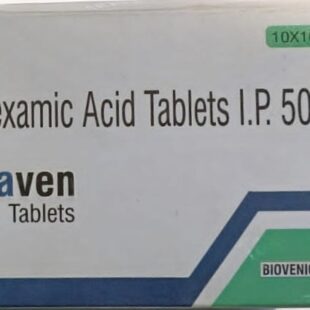 10X1
examic Acid Tablets I.P. 50
aven
Tablets
BIOVENI